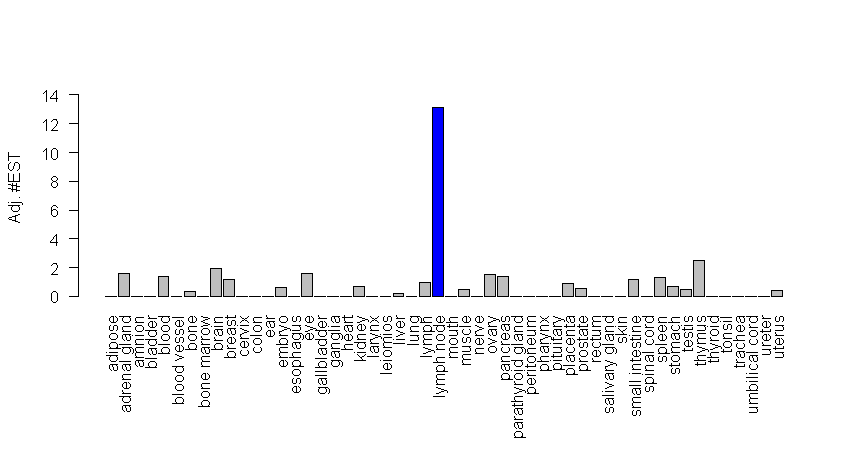 14
12
10
8
6
4
2
0
Adj. #EST
adipose
adrenal gland
amnion
bladder
blood
blood vessel
bone
bone marrow
brain
breast
cervix
colon
ear
embryo
esophagus
eye
gallbladder
ganglia
heart
kidney
larynx
leiomios
liver
lung
lymph
lymph node
mouth
muscle
nerve
ovary
pancreas
parathyroid gland
peritoneum
pharynx
pituitary
placenta
prostate
rectum
salivary gland
skin
small intestine
spinal cord
spleen
stomach
testis
thymus
thyroid
tonsil
trachea
umbilical cord
ureter
uterus